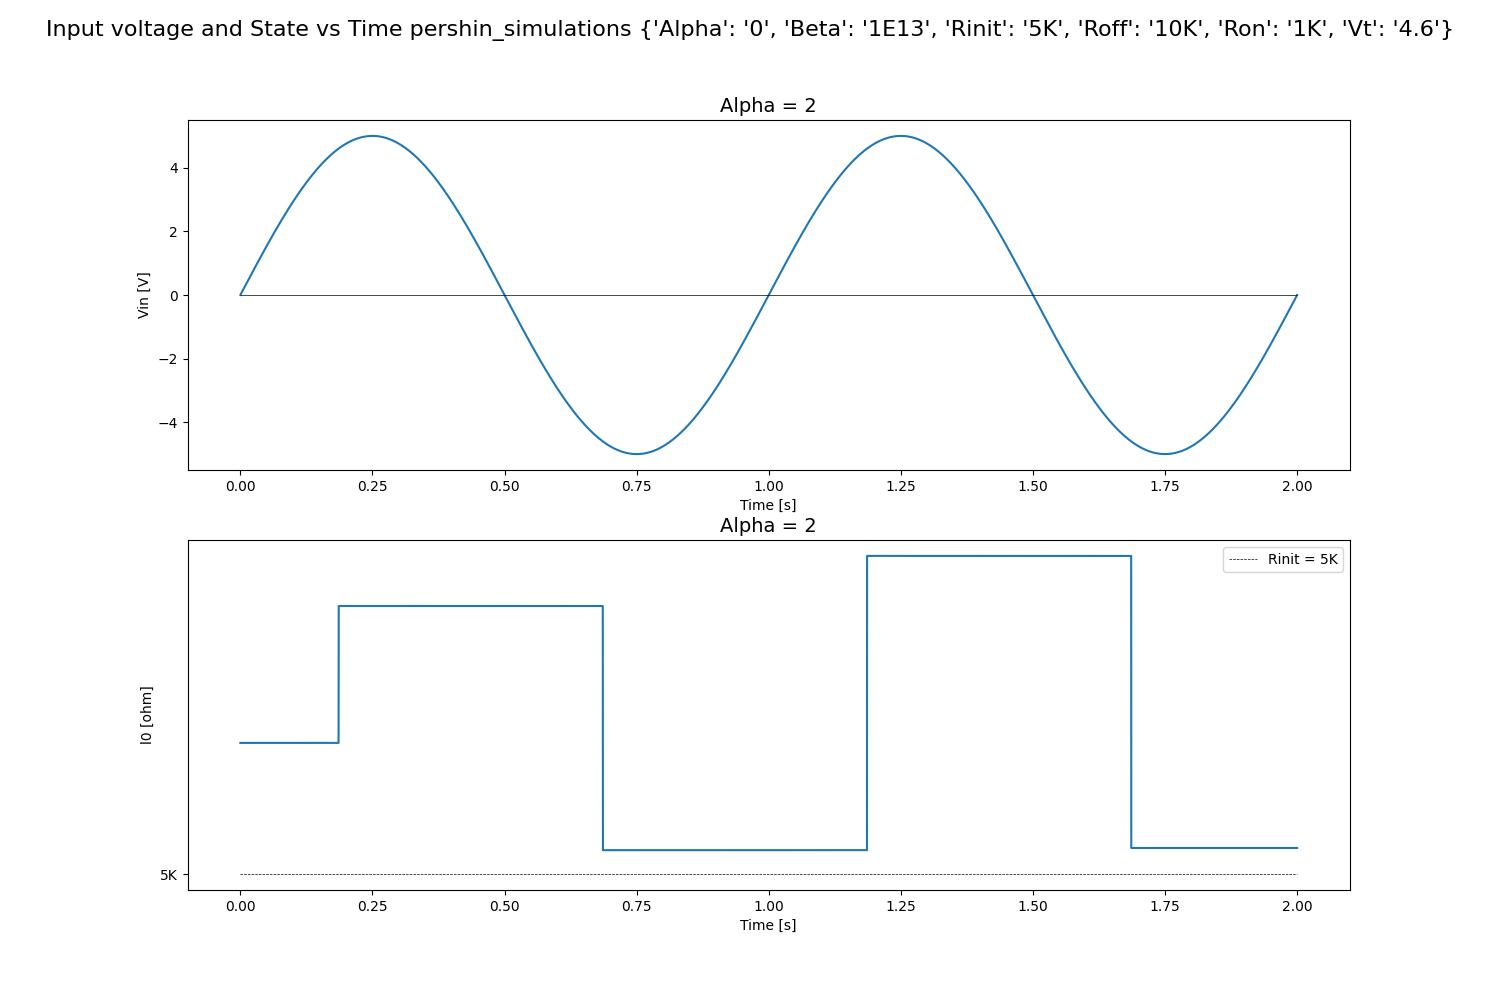 Input voltage and State vs Time pershin_simulations {'Alpha': '0', 'Beta': '1E13', 'Rinit': '5K', 'Roff': '10K', 'Ron': '1K', 'Vt': '4.6'}
Alpha = 2
4
2
0
−2
−4
Vin [V]
0.00 0.25 0.50 0.75 1.00 1.25 1.50 1.75 2.00
Time [s]
Alpha = 2
Rinit = 5K
l0 [ohm]
5K
0.00 0.25 0.50 0.75 1.00 1.25 1.50 1.75 2.00
Time [s]